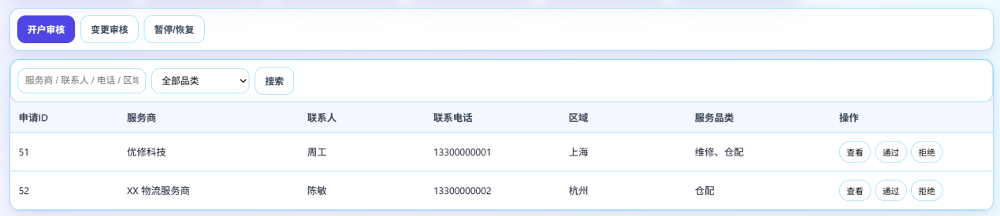 开户审核 变更审核 暂停/恢复
服务商 / 联系人 / 电话 / 区域 全部品类 搜索
申请ID 服务商 联系人 联系电话 区域 服务品类 操作
51 优修科技 周工 13300000001 上海 维修、仓配 查看 通过 拒绝
52 XX 物流服务商 陈敏 13300000002 杭州 仓配 查看 通过 拒绝